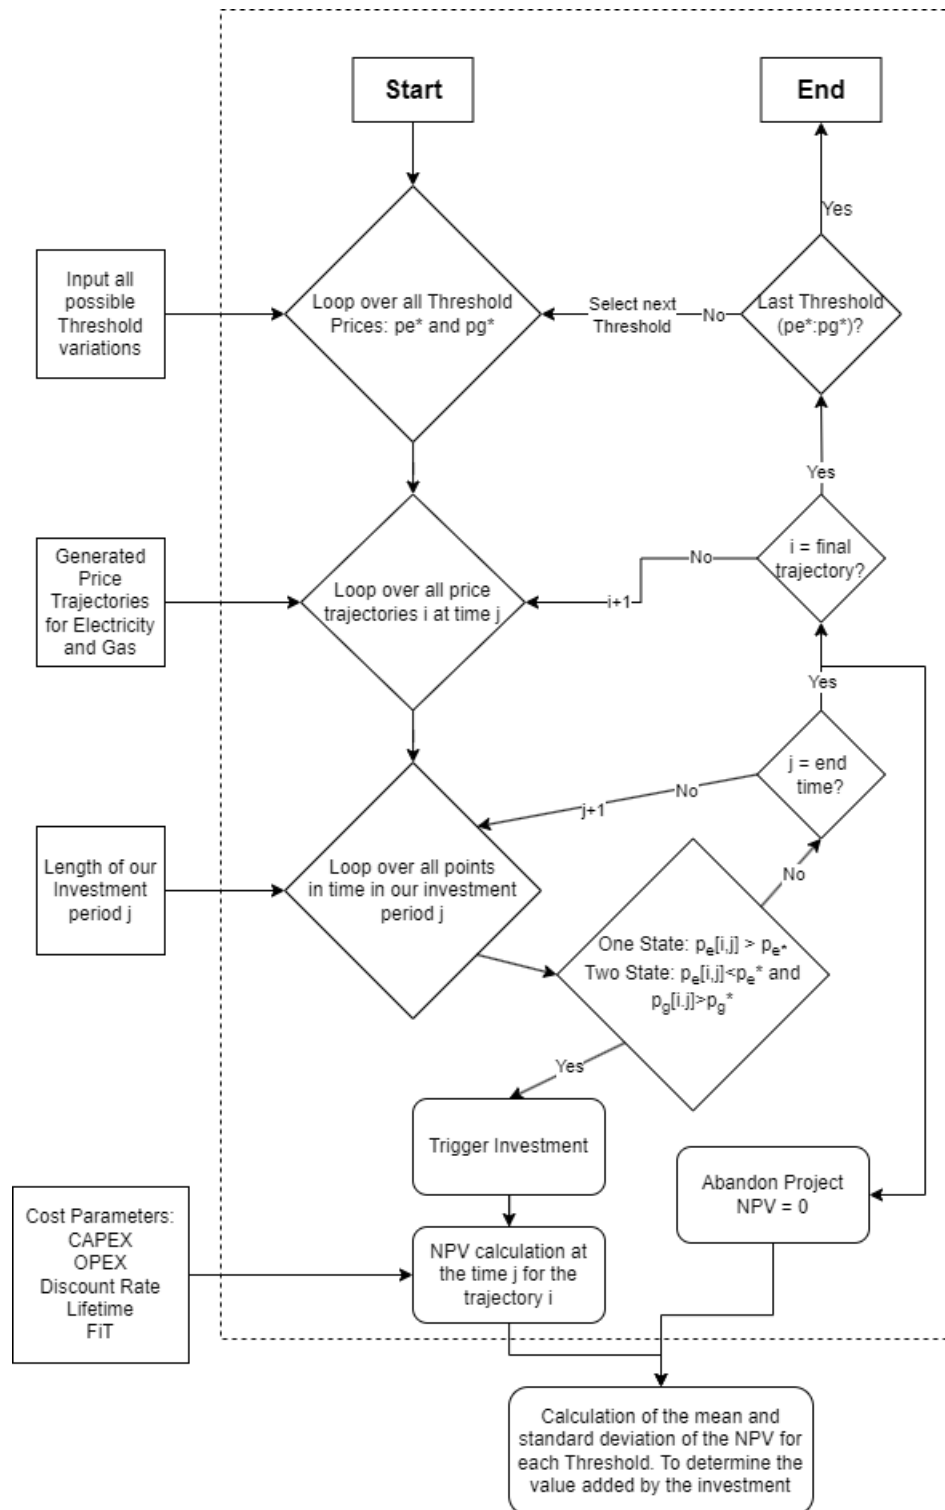 Start
End
Yes
Input all
possible
Threshold
variations
Loop over all Threshold
Prices: pe* and pg*
Select next
Threshold
No
Last Threshold
(pe*:pg*)?
Yes
Generated
Price
Trajectories
for Electricity
and Gas
Loop over all price
trajectories i at time j
i+1
No
i = final
trajectory?
Yes
j = end
time?
No
j+1
Length of our
Investment
period j
Loop over all points
in time in our investment
period j
No
One State: pe[i,j] > pe*
Two State: pe[i,j]<pe* and
pg[i.j]>pg*
Yes
Trigger Investment
Abandon Project
NPV = 0
Cost Parameters:
CAPEX
OPEX
Discount Rate
Lifetime
FiT
NPV calculation at
the time j for the
trajectory i
Calculation of the mean and
standard deviation of the NPV for
each Threshold. To determine the
value added by the investment